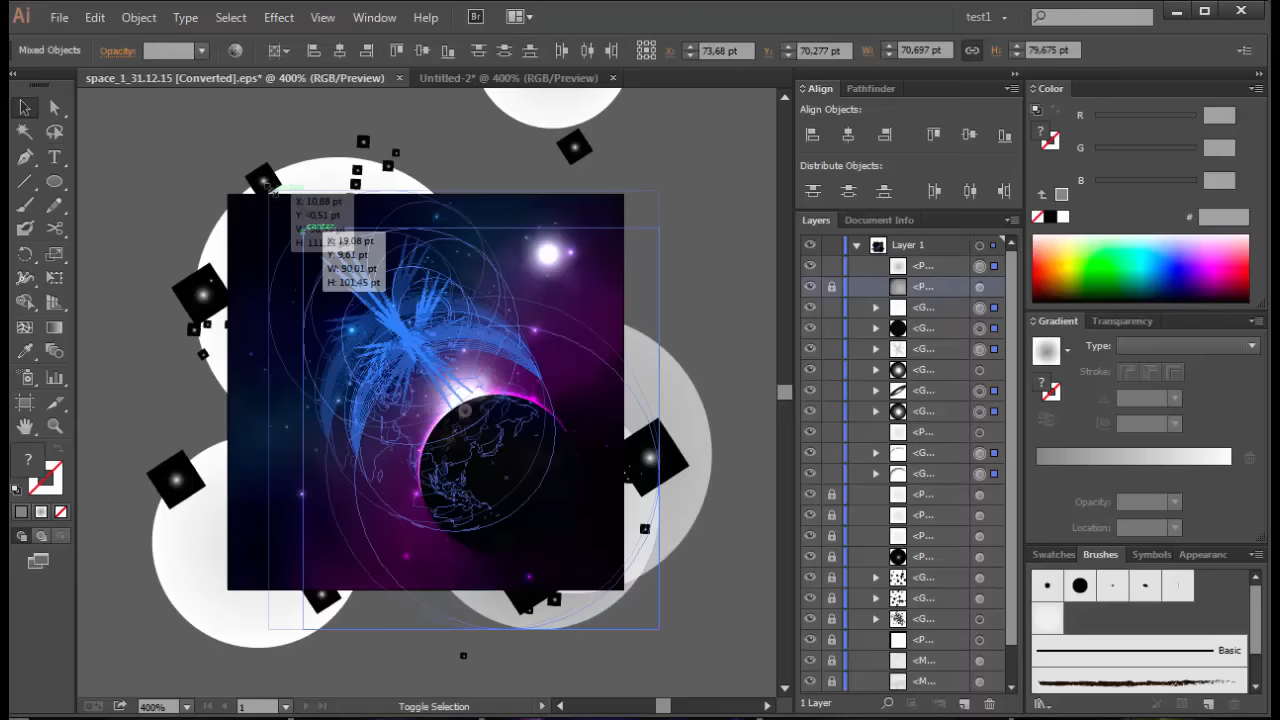 Ai File Edit Object Type Select Effect View Window Help Br test1
Mixed Objects Opacity: X: 73,68 pt Y: 70,277 pt W: 70,697 pt H: 79,675 pt
space_1_31.12.15 [Converted].eps* @ 400% (RGB/Preview) × Untitled-2* @ 400% (RGB/Preview) ×
Align Pathfinder
Align Objects:
Distribute Objects:
Color
R
G
B
#
X: 10,88 pt
Y: -0,51 pt
X: 19,08 pt
Y: 9,61 pt
W: 90,01 pt
H: 101,45 pt
Layers Document Info
Layer 1
<P...
<P...
<G...
<G...
<G...
<G...
<G...
<G...
<P...
<G...
<G...
<P...
<P...
<P...
<P...
<G...
<G...
<G...
<P...
<M...
<M...
1 Layer
Gradient Transparency
Type:
Stroke:
Opacity:
Location:
Swatches Brushes Symbols Appearanc
Basic
400% 1 Toggle Selection